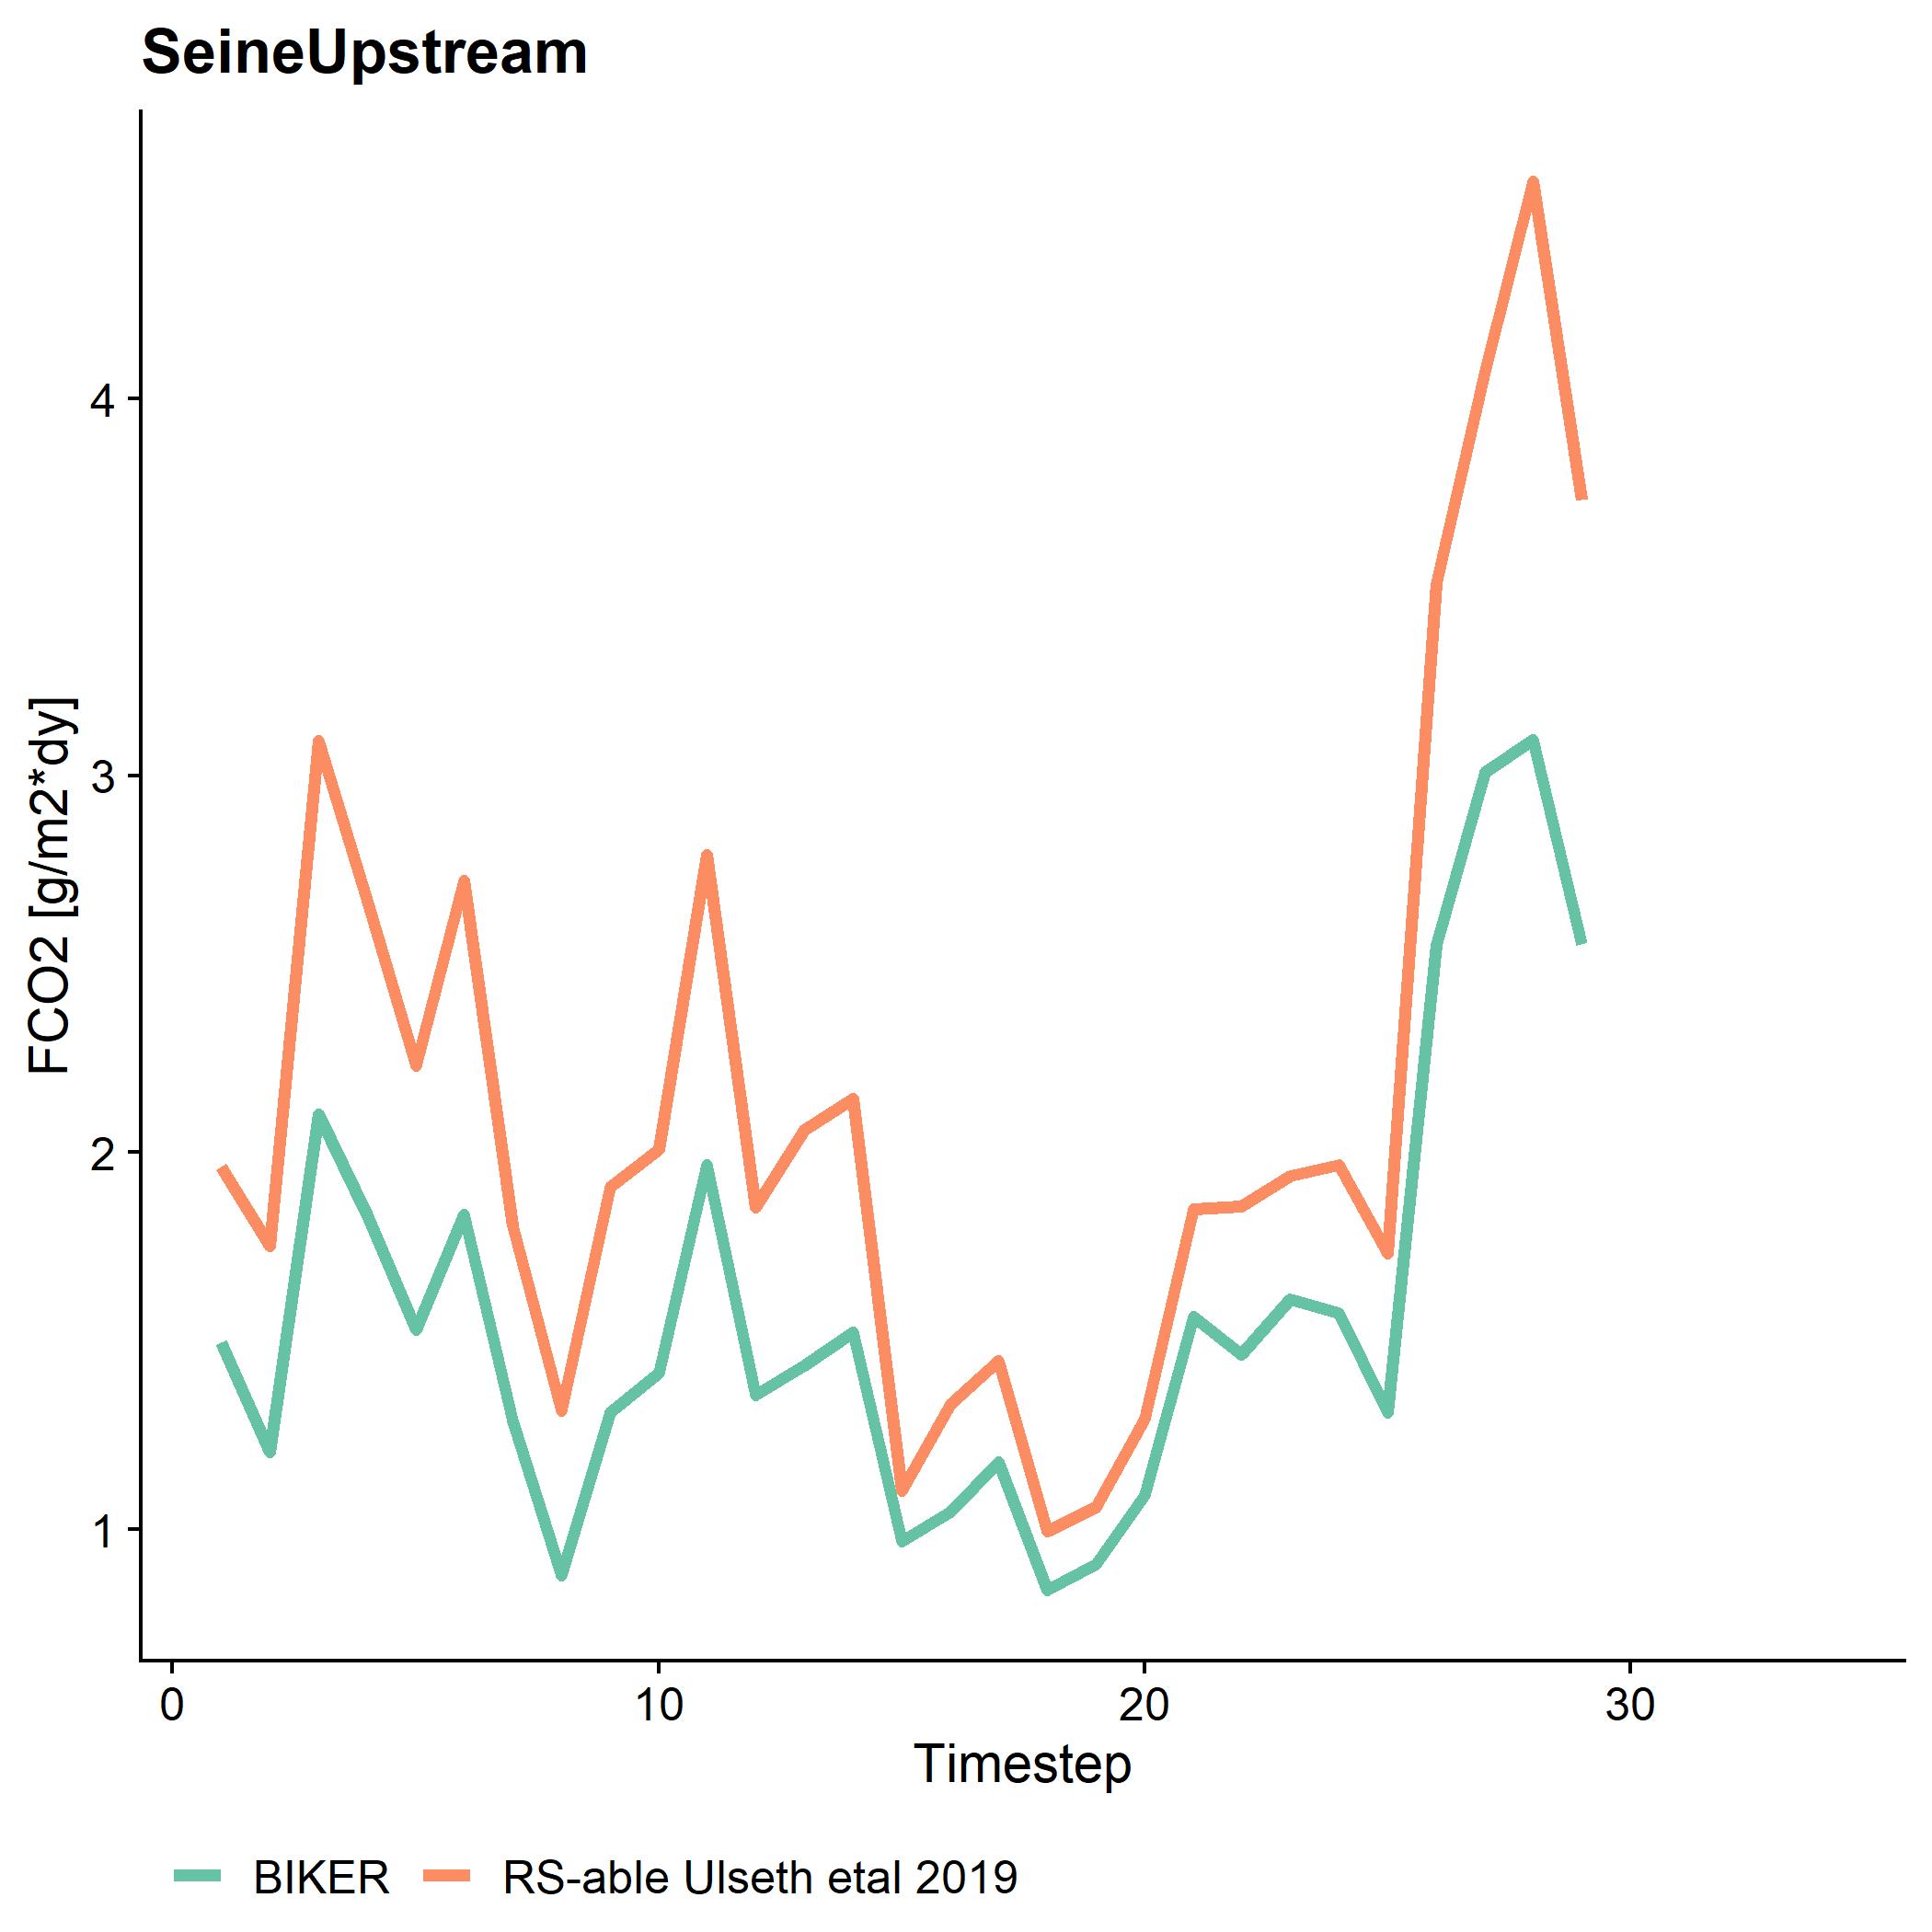 SeineUpstream
FCO2 [g/m2*dy]
4
3
2
1
0 10 20 30
Timestep
BIKER RS-able Ulseth etal 2019